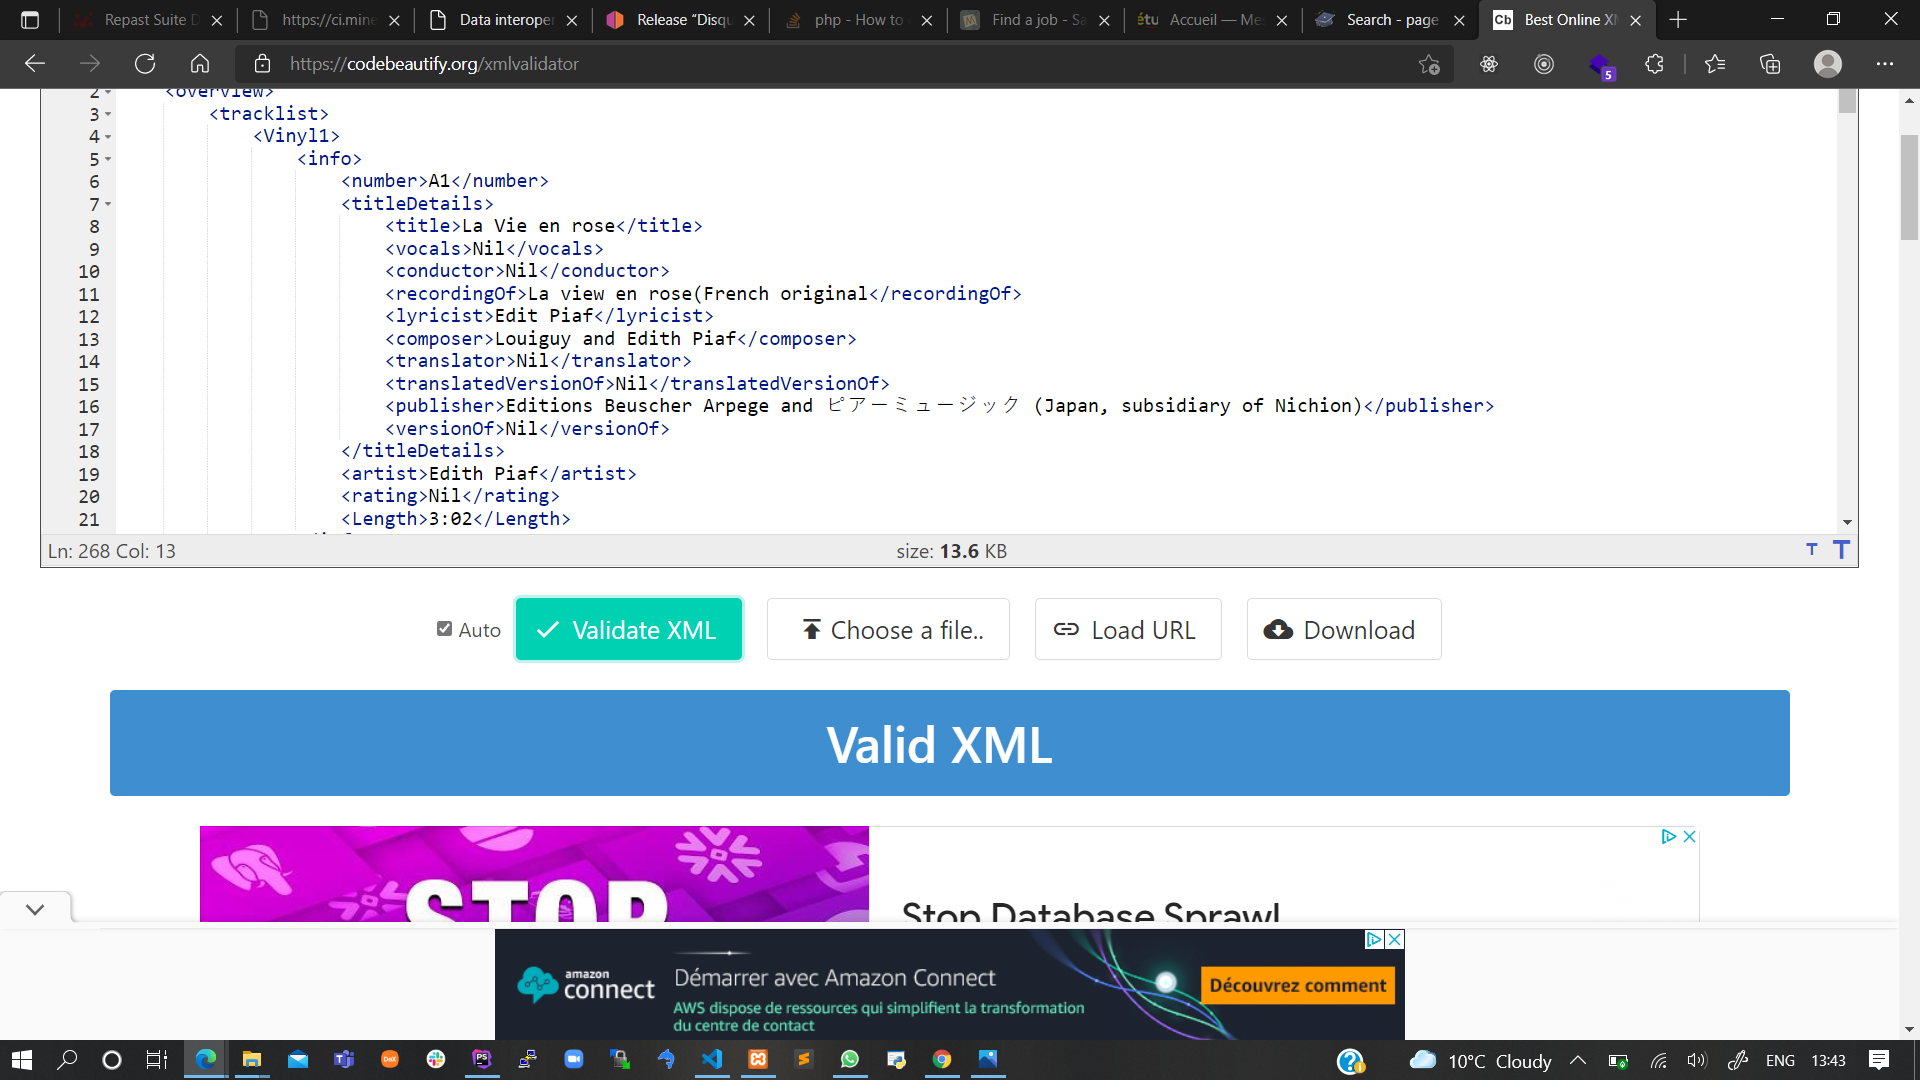 Repast Suite D
https://ci.mine
Data interoper
Release “Disqu
php - How to
Find a job - Sa
étu Accueil — Me
Search - page
Cb Best Online XM
https://codebeautify.org/xmlvalidator
5
2 <overview>
3 <tracklist>
4 <Vinyl1>
5 <info>
6 <number>A1</number>
7 <titleDetails>
8 <title>La Vie en rose</title>
9 <vocals>Nil</vocals>
10 <conductor>Nil</conductor>
11 <recordingOf>La view en rose(French original</recordingOf>
12 <lyricist>Edit Piaf</lyricist>
13 <composer>Louiguy and Edith Piaf</composer>
14 <translator>Nil</translator>
15 <translatedVersionOf>Nil</translatedVersionOf>
16 <publisher>Editions Beuscher Arpege and ピアーミュージック (Japan, subsidiary of Nichion)</publisher>
17 <versionOf>Nil</versionOf>
18 </titleDetails>
19 <artist>Edith Piaf</artist>
20 <rating>Nil</rating>
21 <Length>3:02</Length>
Ln: 268 Col: 13 size: 13.6 KB T T
Auto Validate XML Choose a file.. Load URL Download
Valid XML
STOP
Stop Database Sprawl
amazon connect
Démarrer avec Amazon Connect
AWS dispose de ressources qui simplifient la transformation
du centre de contact
Découvrez comment
10°C Cloudy ENG 13:43